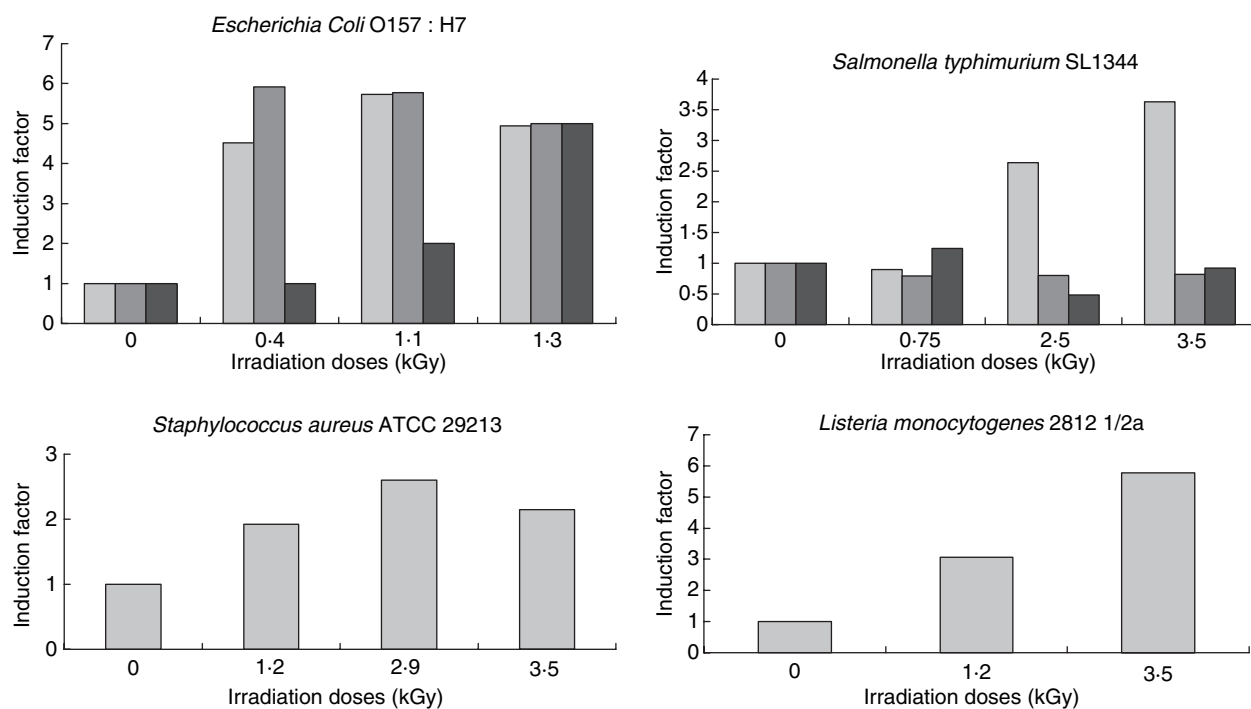 Escherichia Coli O157 : H7
Induction factor
7
6
5
4
3
2
1
0
0 0·4 1·1 1·3
Irradiation doses (kGy)
Salmonella typhimurium SL1344
Induction factor
4
3·5
3
2·5
2
1·5
1
0·5
0
0 0·75 2·5 3·5
Irradiation doses (kGy)
Staphylococcus aureus ATCC 29213
Induction factor
3
2
1
0
0 1·2 2·9 3·5
Irradiation doses (kGy)
Listeria monocytogenes 2812 1/2a
Induction factor
7
6
5
4
3
2
1
0
0 1·2 3·5
Irradiation doses (kGy)